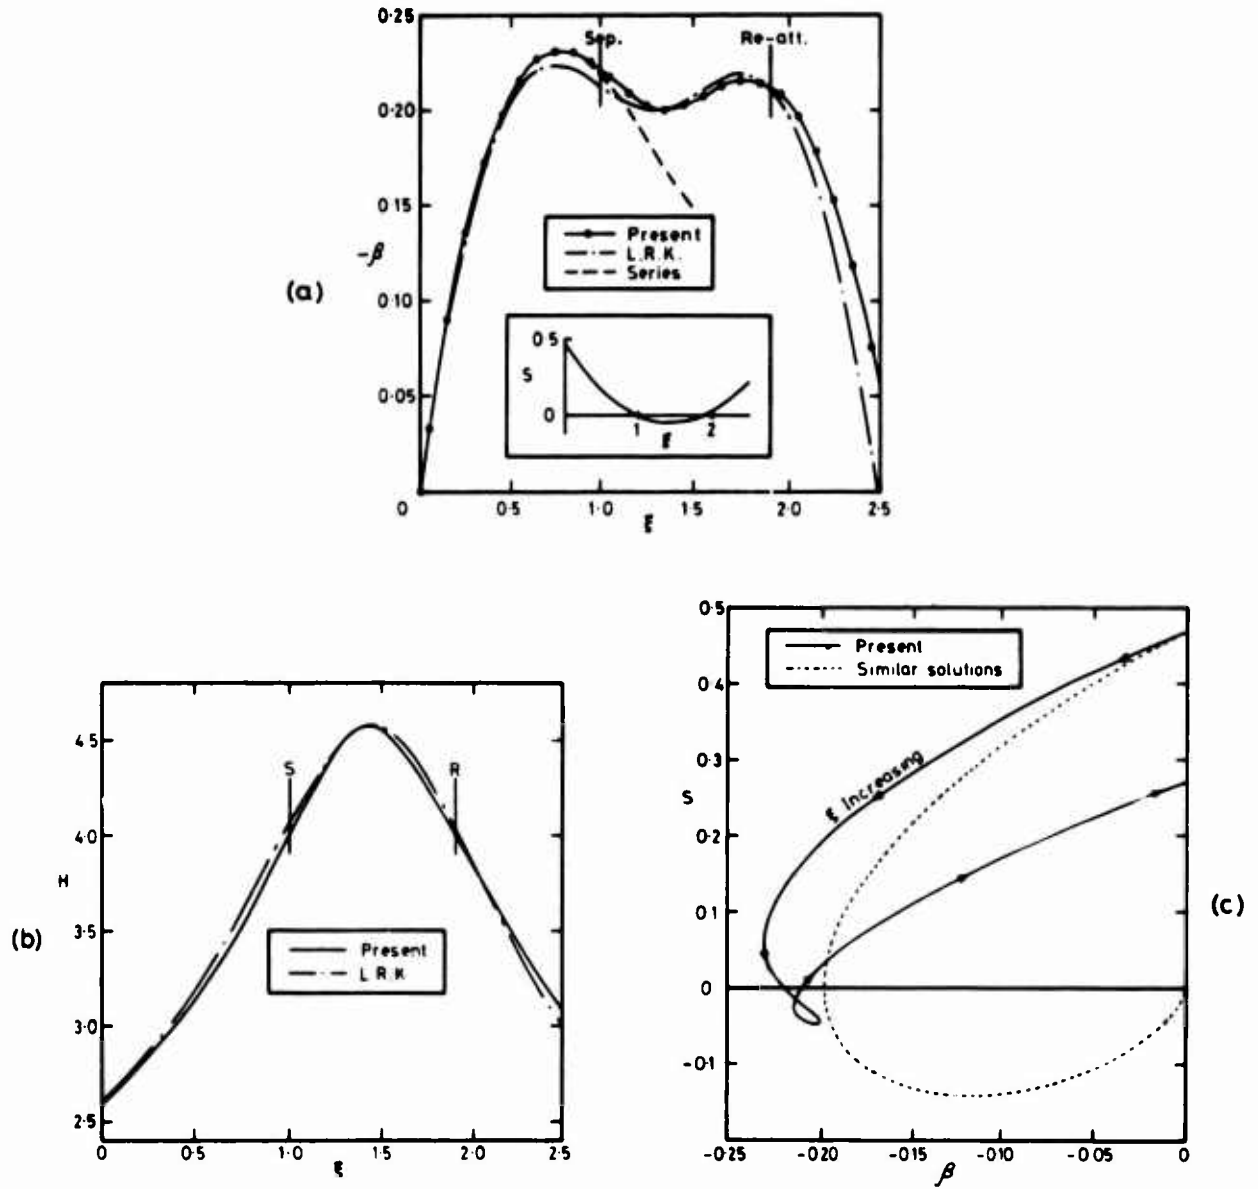 0·25
Sep.
Re-att.
0·20
0·15
-β
(a)
Present
L.R.K.
Series
0·10
0·5
S
0
1
2
ξ
0·05
0
0·5
1·0
1·5
2·0
2·5
ξ
4·5
S
R
4·0
H
(b)
3·5
Present
L.R.K
3·0
2·5
0
0·5
1·0
1·5
2·0
2·5
ξ
0·5
Present
Similar solutions
0·4
0·3
S
ξ Increasing
0·2
0·1
(c)
0
-0·1
-0·25
-0·20
-0·15
-0·10
-0·05
0
β